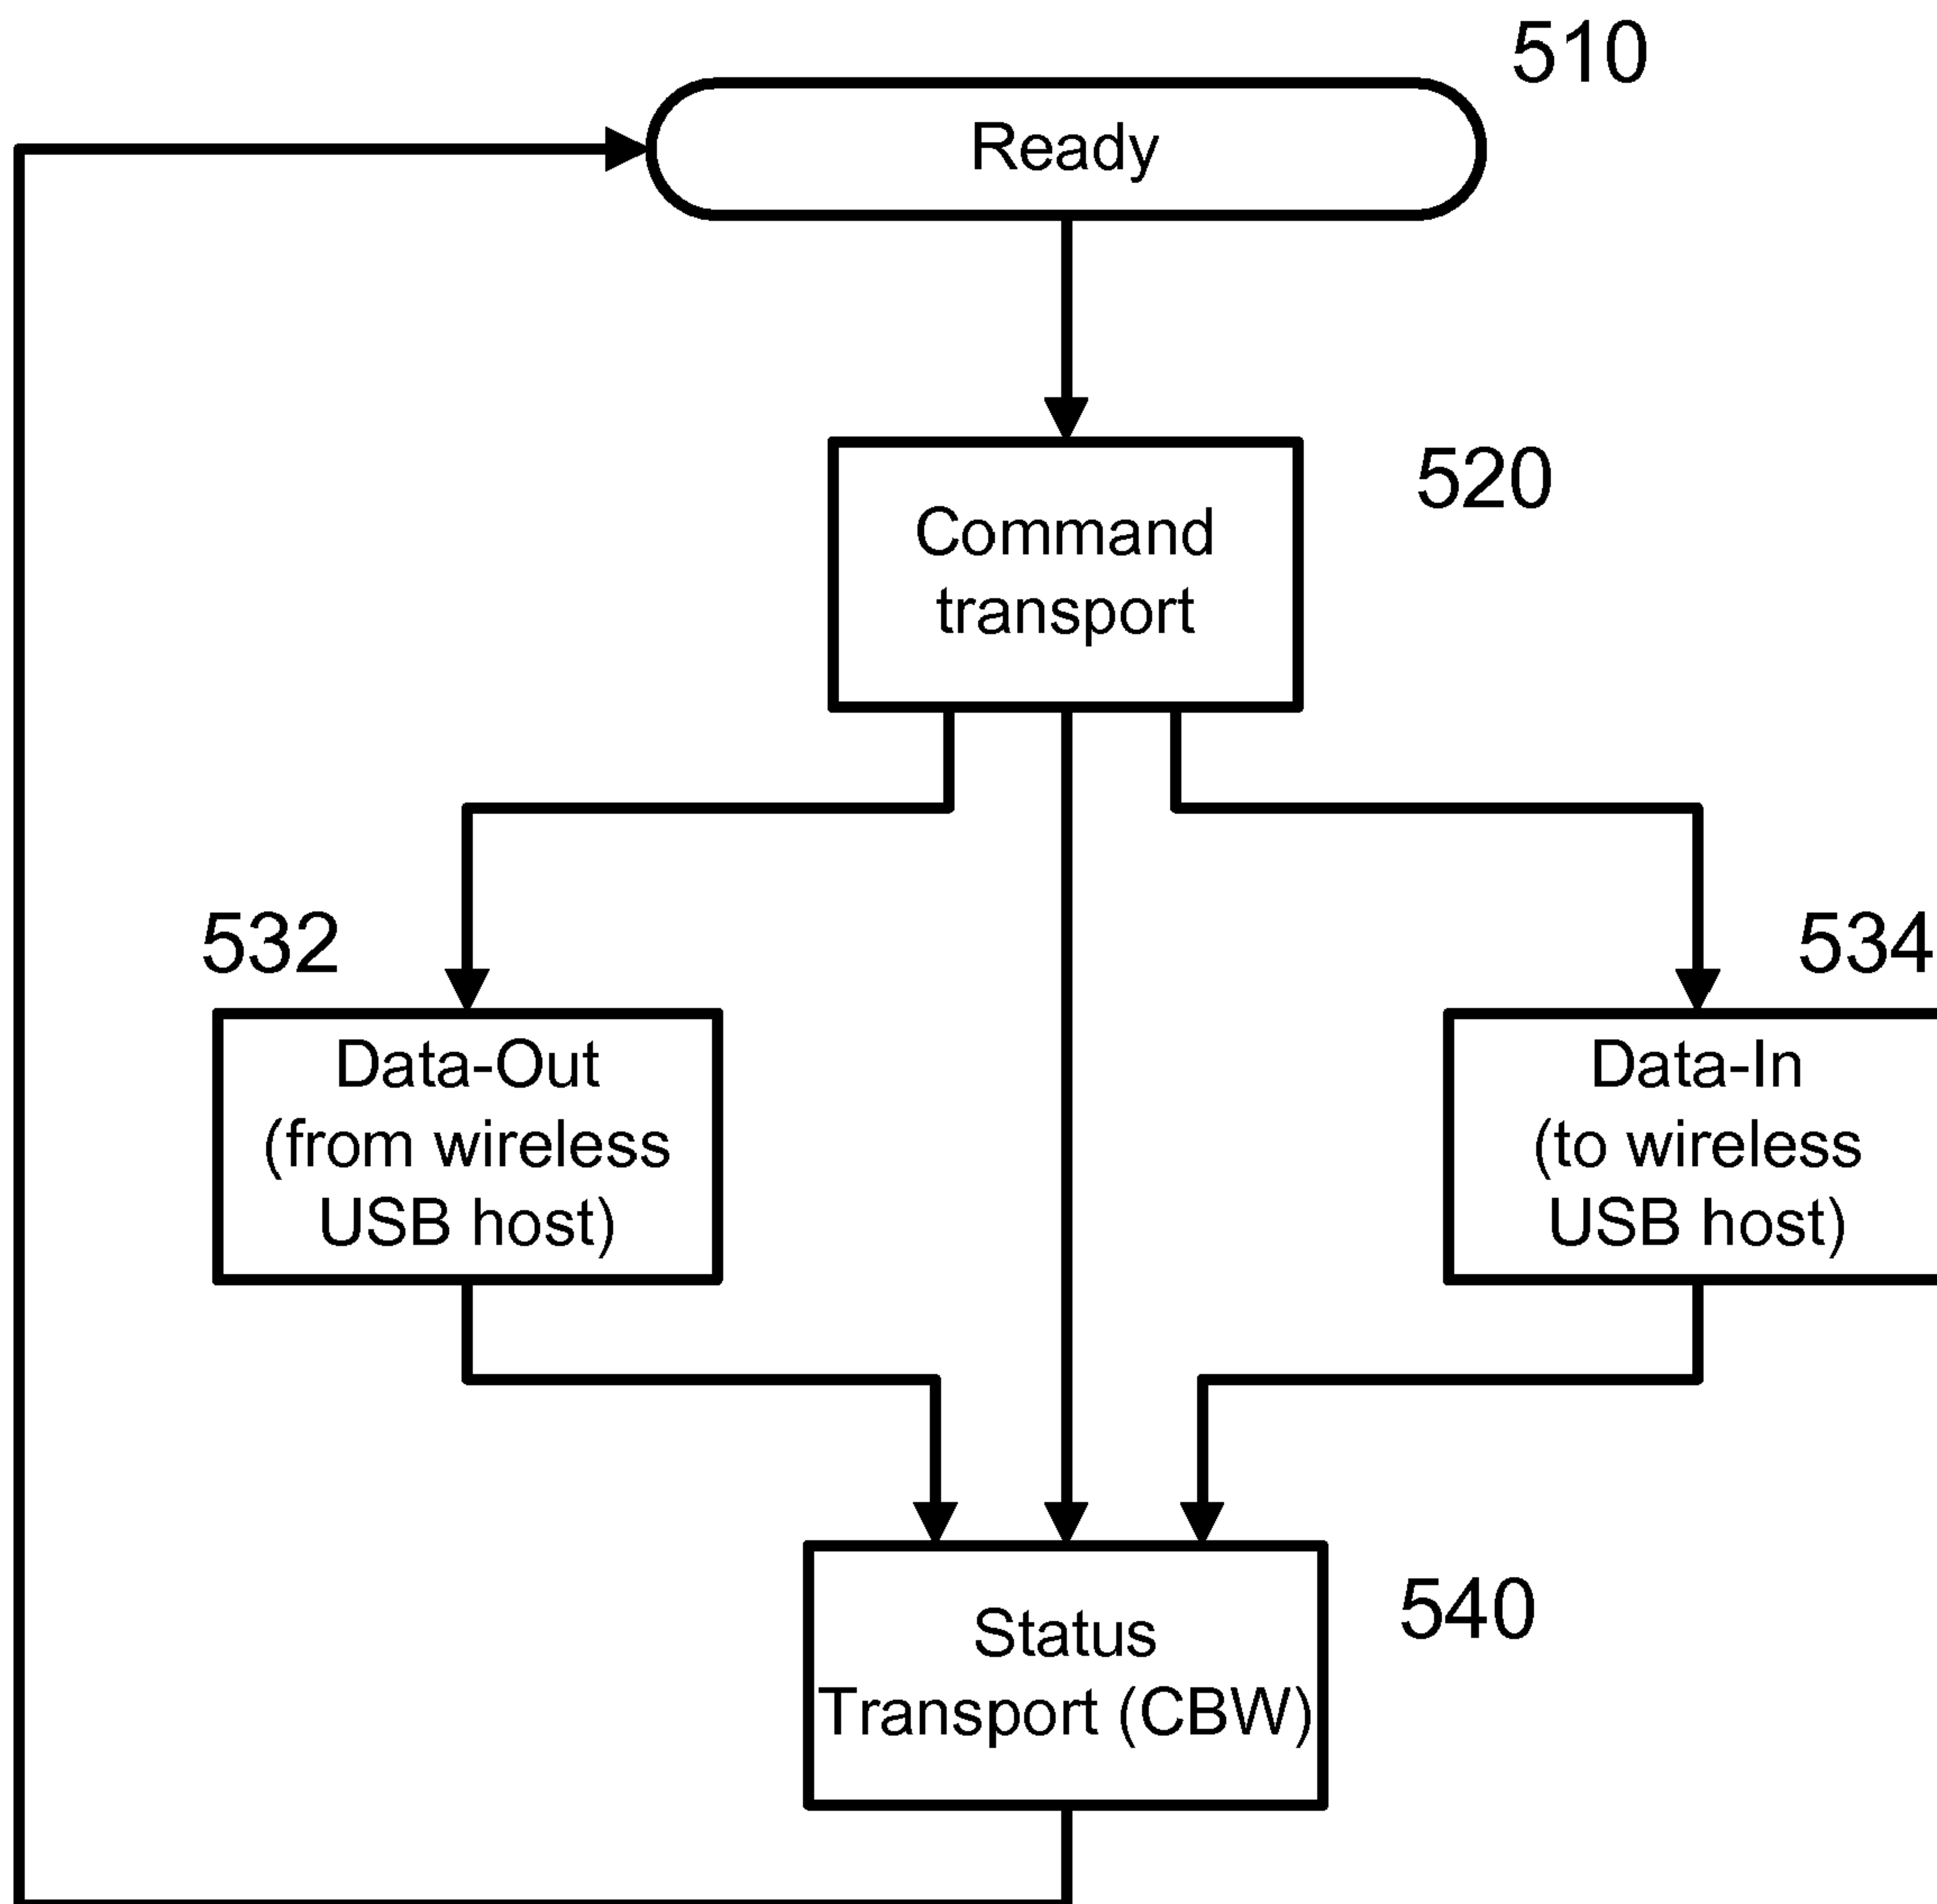 510
Ready
520
Command
transport
532
534
Data-Out
(from wireless
USB host)
Data-In
(to wireless
USB host)
540
Status
Transport (CBW)